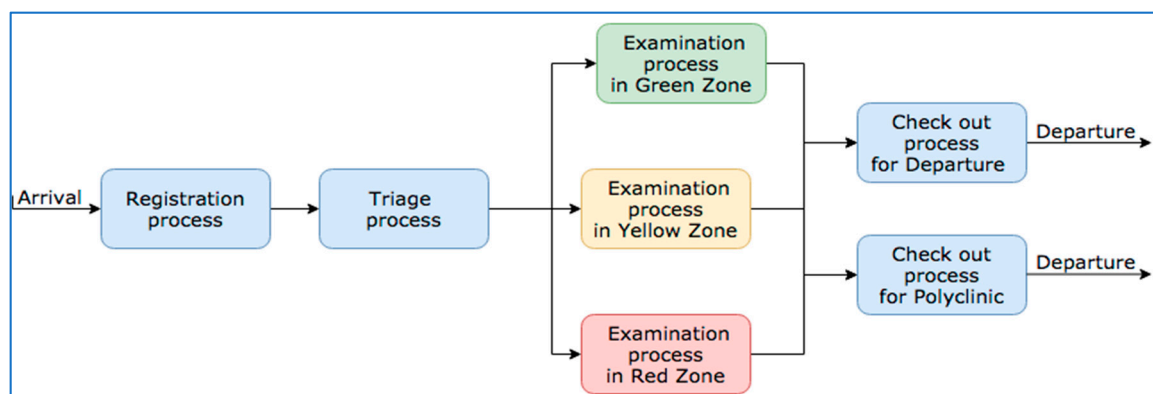 Arrival
Registration
process
Triage
process
Examination
process
in Green Zone
Examination
process
in Yellow Zone
Examination
process
in Red Zone
Check out
process
for Departure
Departure
Check out
process
for Polyclinic
Departure